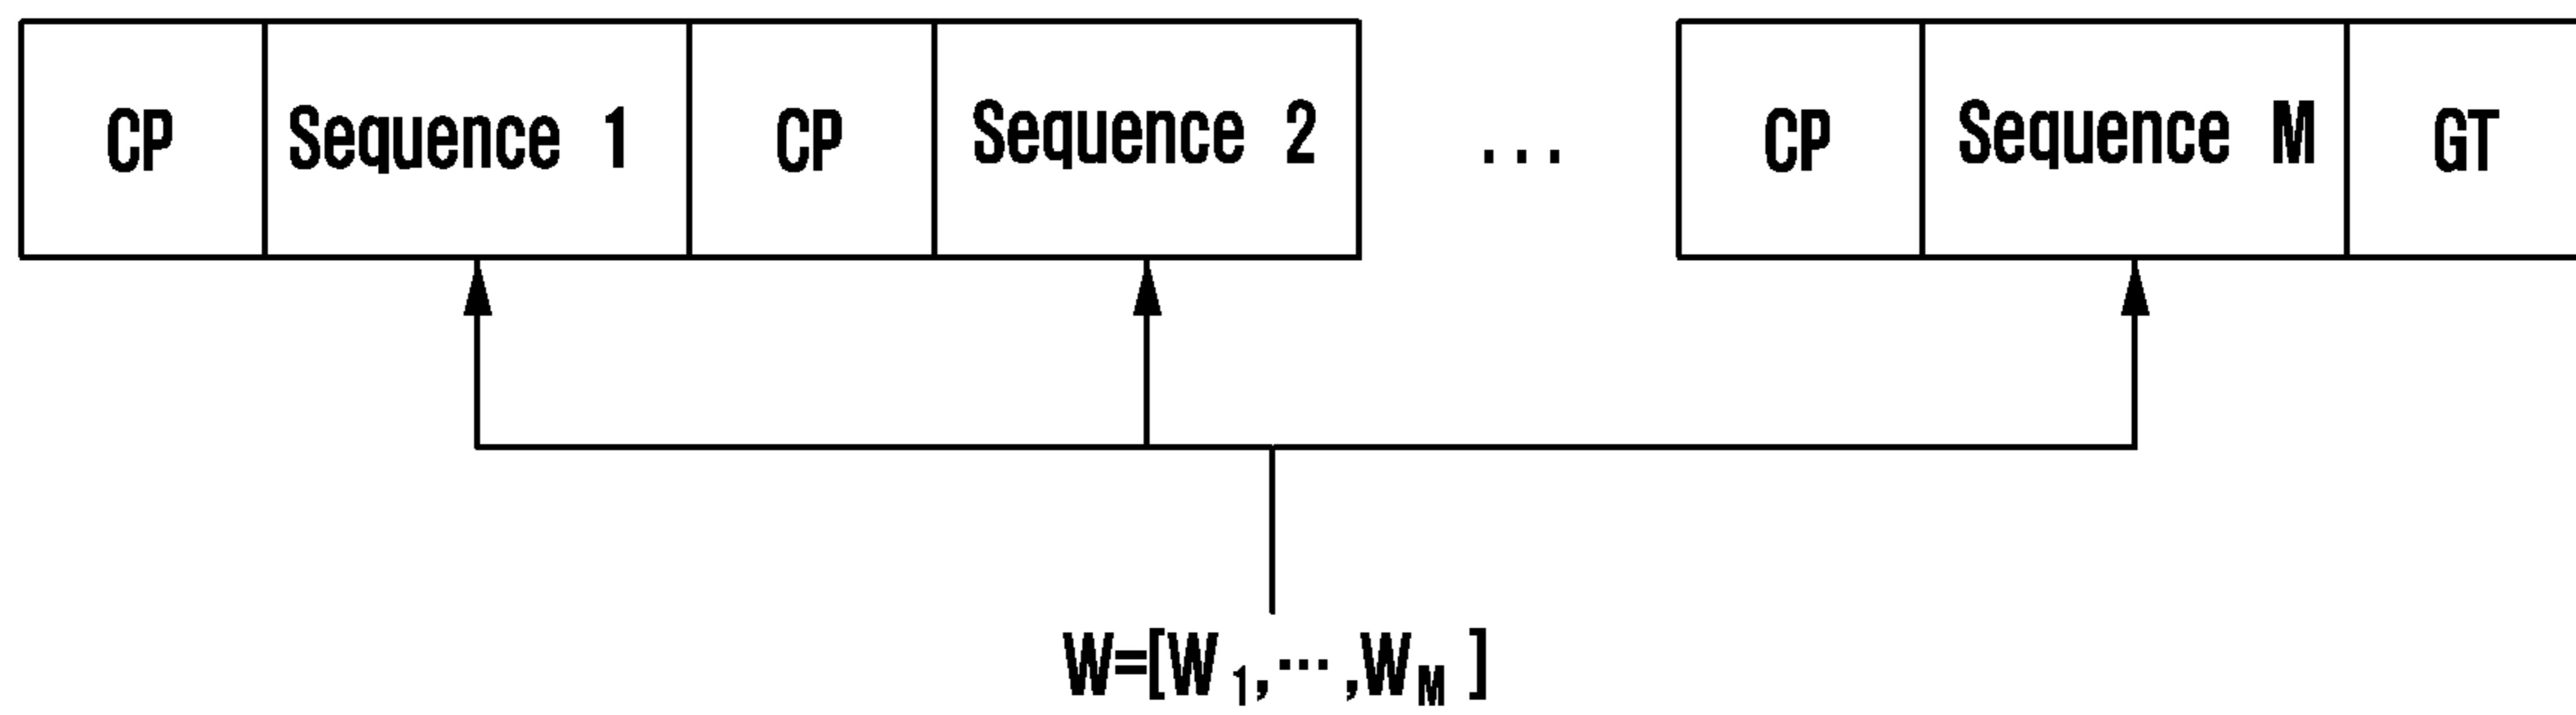 CP Sequence 1 CP Sequence 2 ... CP Sequence M GT
W=[W1,...,WM]